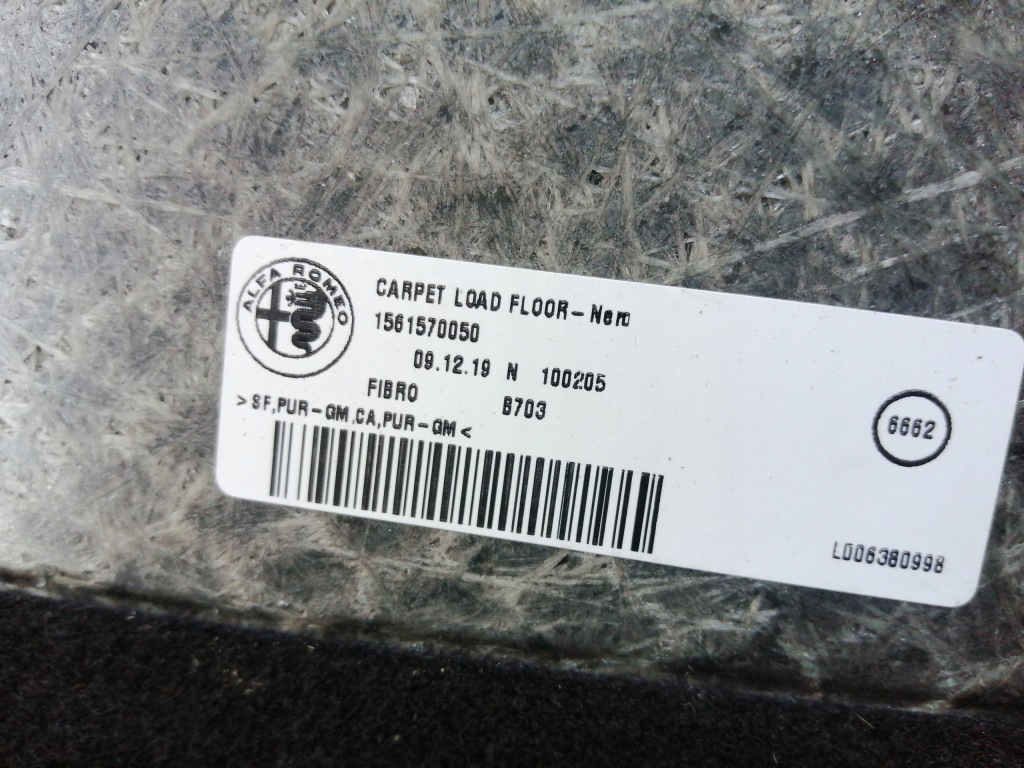 ALFA ROMEO
CARPET LOAD FLOOR-Nero
1561570050
09.12.19 N 100205
FIBRO 8703
>SF,PUR-GM,CA,PUR-GM<
6662
L006380998